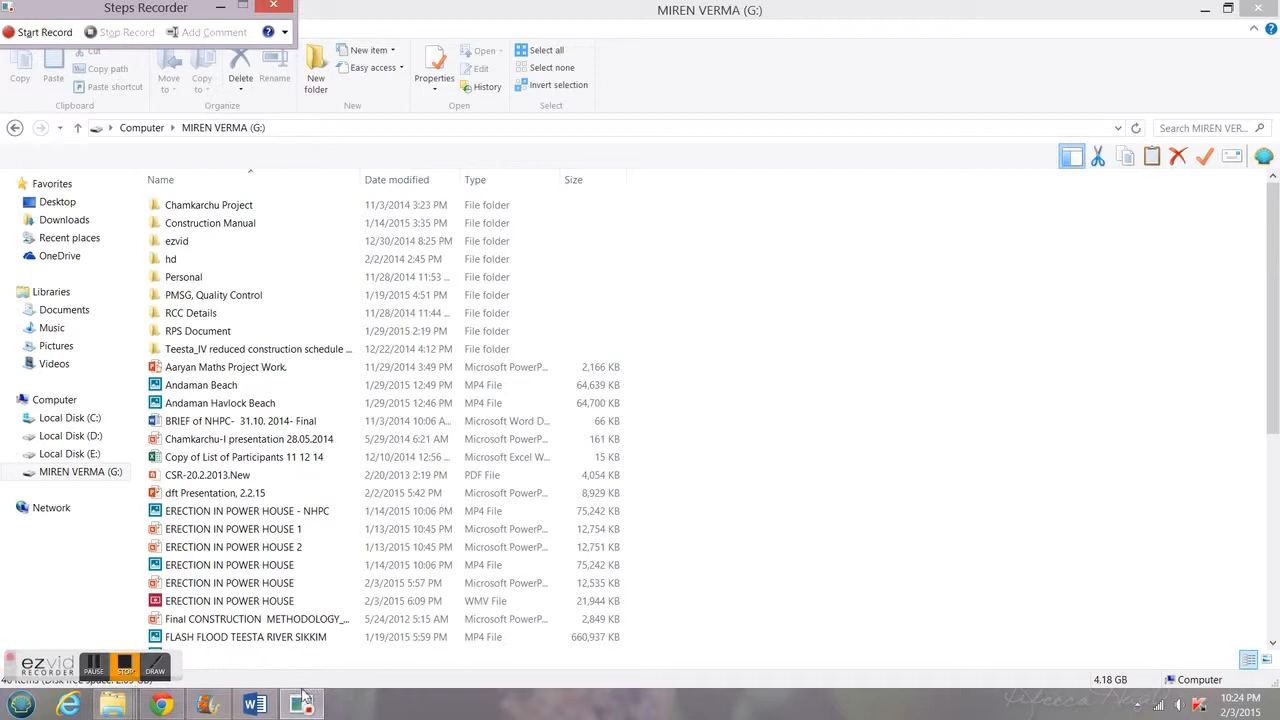 Steps Recorder
MIREN VERMA (G:)
Start Record Stop Record Add Comment
Copy Paste Cut
Copy path
Paste shortcut
Move to Copy to Delete Rename
New folder
New item
Easy access
Properties
Open
Edit
History
Select all
Select none
Invert selection
Clipboard Organize New Open Select
Computer MIREN VERMA (G:)
Search MIREN VER...
Favorites
Desktop
Downloads
Recent places
OneDrive
Libraries
Documents
Music
Pictures
Videos
Computer
Local Disk (C:)
Local Disk (D:)
Local Disk (E:)
MIREN VERMA (G:)
Network
Name Date modified Type Size
Chamkarchu Project 11/3/2014 3:23 PM File folder
Construction Manual 1/14/2015 3:35 PM File folder
ezvid 12/30/2014 8:25 PM File folder
hd 2/2/2014 2:45 PM File folder
Personal 11/28/2014 11:53 ... File folder
PMSG, Quality Control 1/19/2015 4:51 PM File folder
RCC Details 11/28/2014 11:44 ... File folder
RPS Document 1/29/2015 2:19 PM File folder
Teesta_IV reduced construction schedule ... 12/22/2014 4:12 PM File folder
Aaryan Maths Project Work. 11/29/2014 3:49 PM Microsoft PowerP... 2,166 KB
Andaman Beach 1/29/2015 12:49 PM MP4 File 64,639 KB
Andaman Havlock Beach 1/29/2015 12:46 PM MP4 File 64,700 KB
BRIEF of NHPC- 31.10. 2014- Final 11/3/2014 10:06 A... Microsoft Word D... 66 KB
Chamkarchu-I presentation 28.05.2014 5/29/2014 6:21 AM Microsoft PowerP... 161 KB
Copy of List of Participants 11 12 14 12/10/2014 12:56 ... Microsoft Excel W... 15 KB
CSR-20.2.2013.New 2/20/2013 2:19 PM PDF File 4,054 KB
dft Presentation, 2.2.15 2/2/2015 5:42 PM Microsoft PowerP... 8,929 KB
ERECTION IN POWER HOUSE - NHPC 1/14/2015 10:06 PM MP4 File 75,242 KB
ERECTION IN POWER HOUSE 1 1/13/2015 10:45 PM Microsoft PowerP... 12,754 KB
ERECTION IN POWER HOUSE 2 1/13/2015 10:45 PM Microsoft PowerP... 12,751 KB
ERECTION IN POWER HOUSE 1/14/2015 10:06 PM MP4 File 75,242 KB
ERECTION IN POWER HOUSE 2/3/2015 5:57 PM Microsoft PowerP... 12,535 KB
ERECTION IN POWER HOUSE 2/3/2015 6:09 PM WMV File 21,944 KB
Final CONSTRUCTION METHODOLOGY_... 5/24/2012 5:15 AM Microsoft PowerP... 2,849 KB
FLASH FLOOD TEESTA RIVER SIKKIM 1/19/2015 5:59 PM MP4 File 660,937 KB
ezvid
RECORDER
PAUSE STOP DRAW
4.18 GB Computer
10:24 PM
2/3/2015